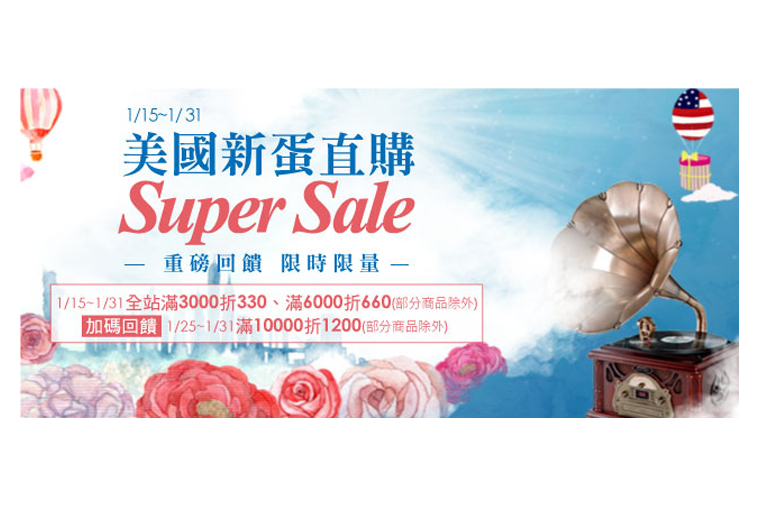 1/15~1/31
美國新蛋直購
Super Sale
— 重磅回饋 限時限量 —
1/15~1/31全站滿3000折330、滿6000折660(部分商品除外)
加碼回饋 1/25~1/31滿10000折1200(部分商品除外)